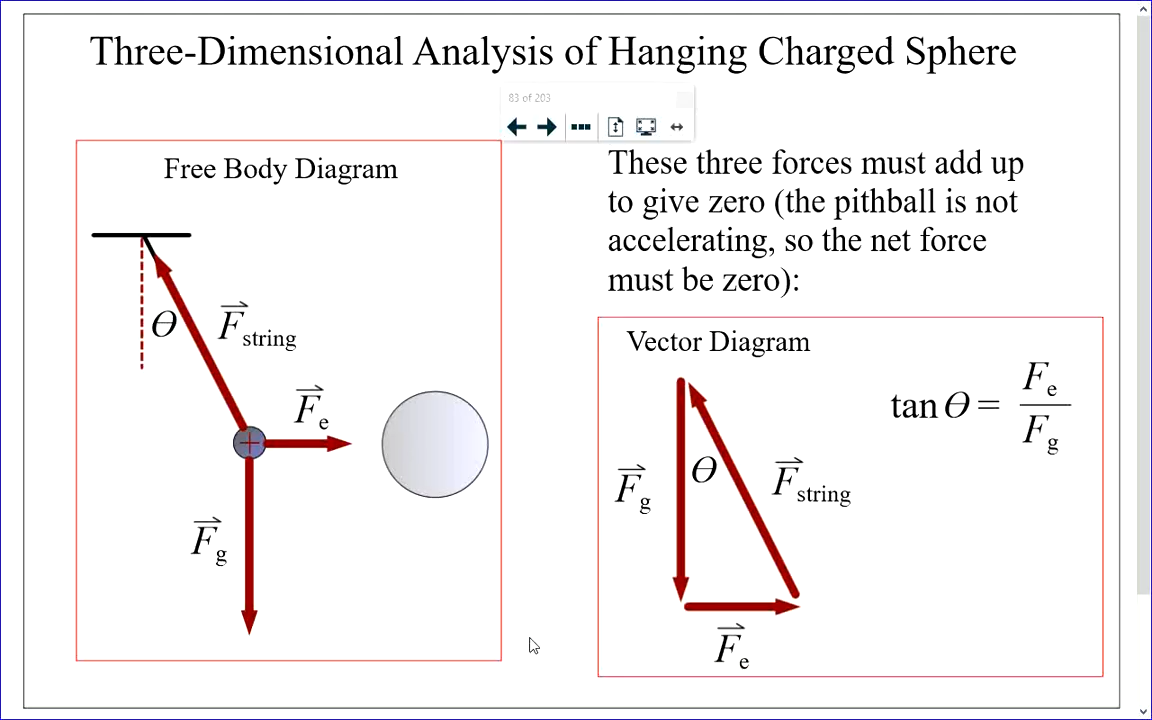 Three-Dimensional Analysis of Hanging Charged Sphere
83 of 203
Free Body Diagram
θ
F⃗string
F⃗e
+
F⃗g
These three forces must add up
to give zero (the pithball is not
accelerating, so the net force
must be zero):
Vector Diagram
tan θ = Fe / Fg
F⃗g
θ
F⃗string
F⃗e